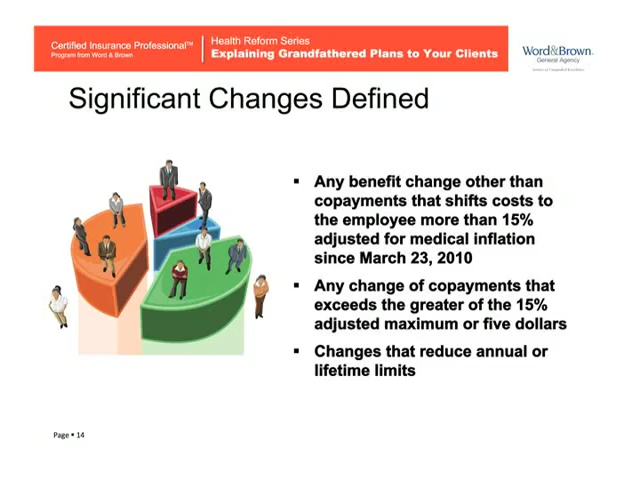 Certified Insurance Professional™
Program from Word & Brown
Health Reform Series
Explaining Grandfathered Plans to Your Clients
Word&Brown.
General Agency
Significant Changes Defined
▪ Any benefit change other than
copayments that shifts costs to
the employee more than 15%
adjusted for medical inflation
since March 23, 2010
▪ Any change of copayments that
exceeds the greater of the 15%
adjusted maximum or five dollars
▪ Changes that reduce annual or
lifetime limits
Page ▪ 14